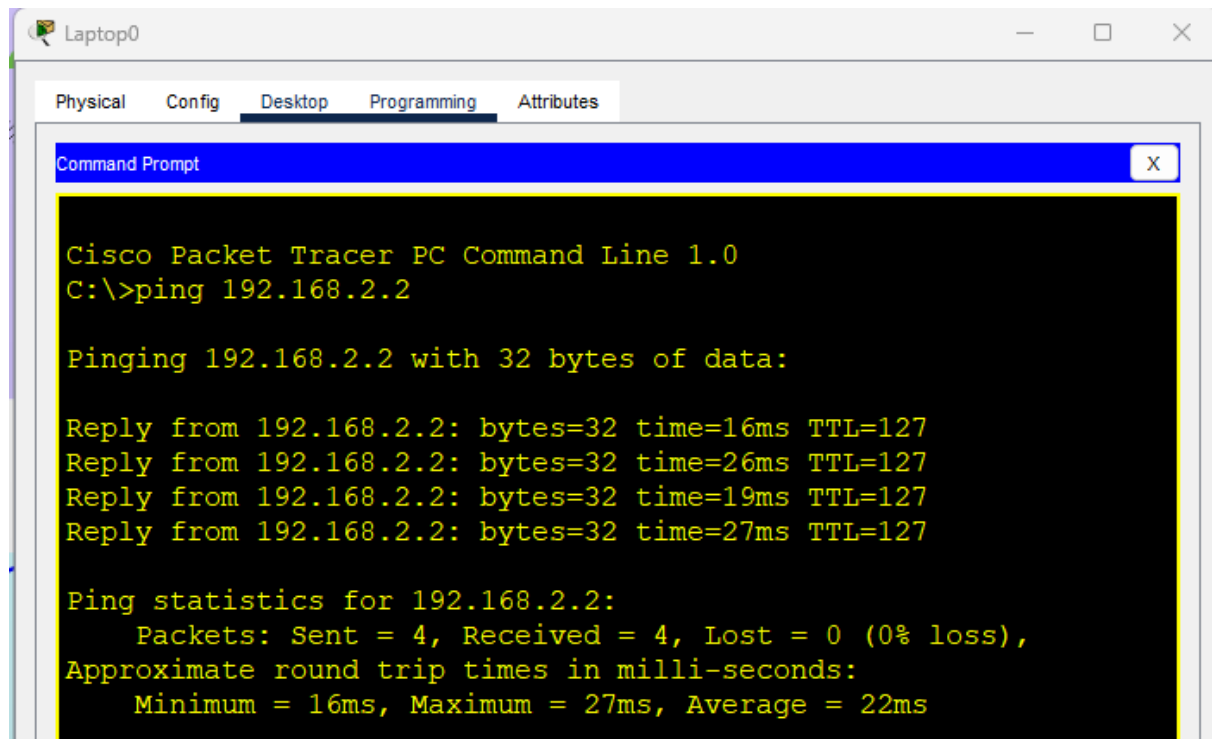 Laptop0
Physical Config Desktop Programming Attributes
Command Prompt X
Cisco Packet Tracer PC Command Line 1.0
C:\>ping 192.168.2.2
Pinging 192.168.2.2 with 32 bytes of data:
Reply from 192.168.2.2: bytes=32 time=16ms TTL=127
Reply from 192.168.2.2: bytes=32 time=26ms TTL=127
Reply from 192.168.2.2: bytes=32 time=19ms TTL=127
Reply from 192.168.2.2: bytes=32 time=27ms TTL=127
Ping statistics for 192.168.2.2:
Packets: Sent = 4, Received = 4, Lost = 0 (0% loss),
Approximate round trip times in milli-seconds:
Minimum = 16ms, Maximum = 27ms, Average = 22ms